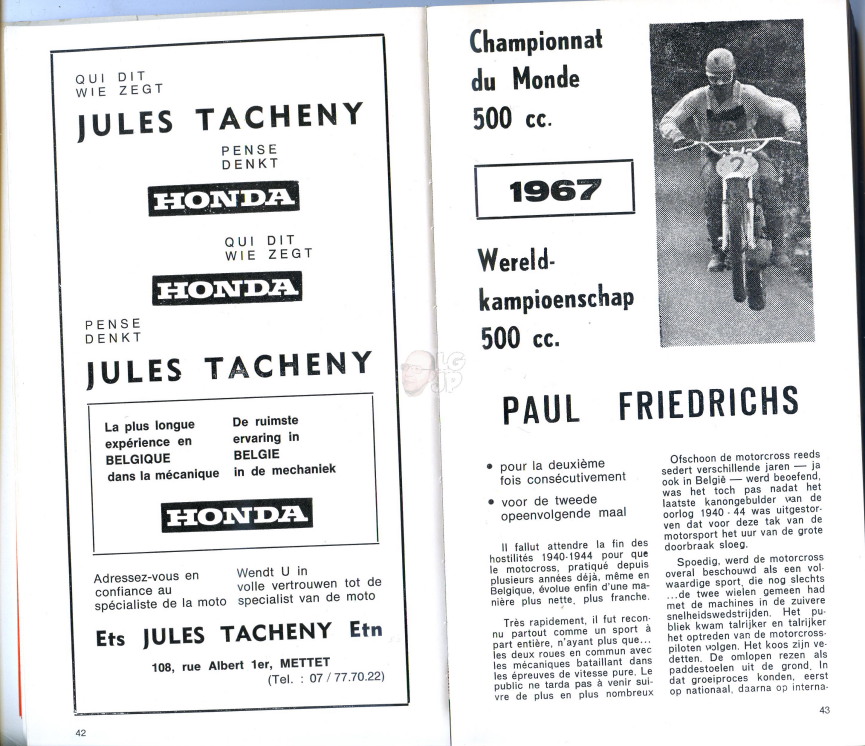 QUI DIT
WIE ZEGT
JULES TACHENY
PENSE
DENKT
HONDA
QUI DIT
WIE ZEGT
HONDA
PENSE
DENKT
JULES TACHENY
La plus longue
expérience en
BELGIQUE
dans la mécanique
De ruimste
ervaring in
BELGIE
in de mechaniek
HONDA
Adressez-vous en
confiance au
spécialiste de la moto
Wendt U in
volle vertrouwen tot de
specialist van de moto
Ets JULES TACHENY Etn
108, rue Albert 1er, METTET
(Tel. : 07 / 77.70.22)
42
LG
JP
Championnat
du Monde
500 cc.
1967
Wereld-
kampioenschap
500 cc.
2
PAUL FRIEDRICHS
• pour la deuxième
fois consécutivement
• voor de tweede
opeenvolgende maal
Il fallut attendre la fin des
hostilités 1940-1944 pour que
le motocross, pratiqué depuis
plusieurs années déjà, même en
Belgique, évolue enfin d'une ma-
nière plus nette, plus franche.
Très rapidement, il fut recon-
nu partout comme un sport à
part entière, n'ayant plus que...
les deux roues en commun avec
les mécaniques bataillant dans
les épreuves de vitesse pure. Le
public ne tarda pas à venir sui-
vre de plus en plus nombreux
Ofschoon de motorcross reeds
sedert verschillende jaren — ja
ook in België — werd beoefend,
was het toch pas nadat het
laatste kanongebulder van de
oorlog 1940 - 44 was uitgestor-
ven dat voor deze tak van de
motorsport het uur van de grote
doorbraak sloeg.
Spoedig, werd de motorcross
overal beschouwd als een vol-
waardige sport, die nog slechts
...de twee wielen gemeen had
met de machines in de zuivere
snelheidswedstrijden. Het pu-
bliek kwam talrijker en talrijker
het optreden van de motorcross-
piloten volgen. Het koos zijn ve-
detten. De omlopen rezen als
paddestoelen uit de grond. In
dat groeiproces konden, eerst
op nationaal, daarna op interna-
43